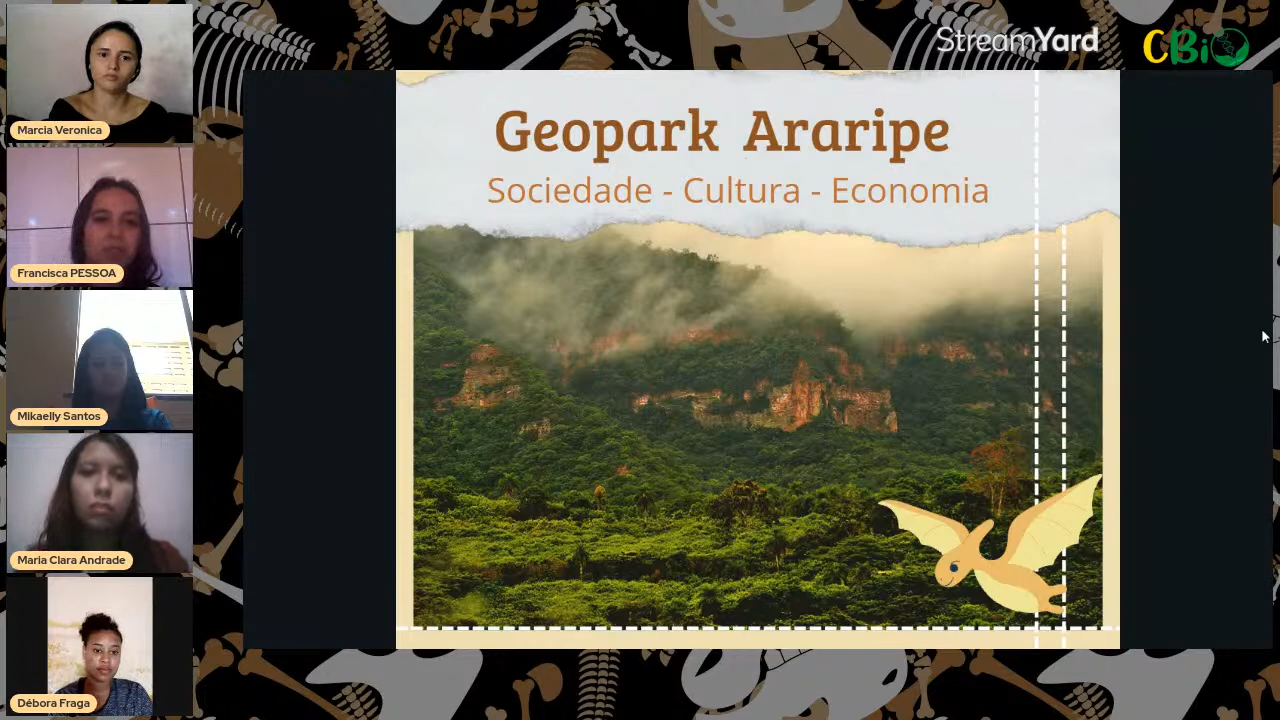 StreamYard
CBiO
Geopark Araripe
Sociedade - Cultura - Economia
Marcia Veronica
Francisca PESSOA
Mikaelly Santos
Maria Clara Andrade
Débora Fraga